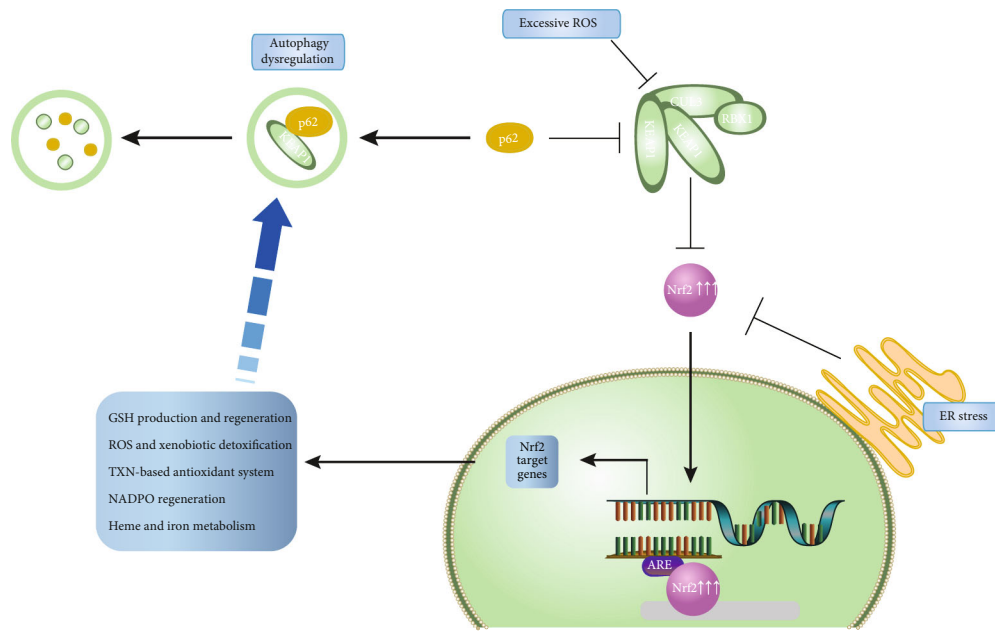 Excessive ROS
Autophagy
dysregulation
p62
KEAP1
p62
CUL3
RBX1
KEAP1
KEAP1
Nrf2 ↑↑↑
ER stress
GSH production and regeneration
ROS and xenobiotic detoxification
TXN-based antioxidant system
NADPO regeneration
Heme and iron metabolism
Nrf2
target
genes
ARE
Nrf2↑↑↑